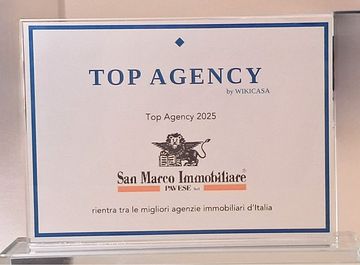 TOP AGENCY
by WIKICASA
Top Agency 2025
San Marco Immobiliare®
PAVESE Srl
rientra tra le migliori agenzie immobiliari d'Italia